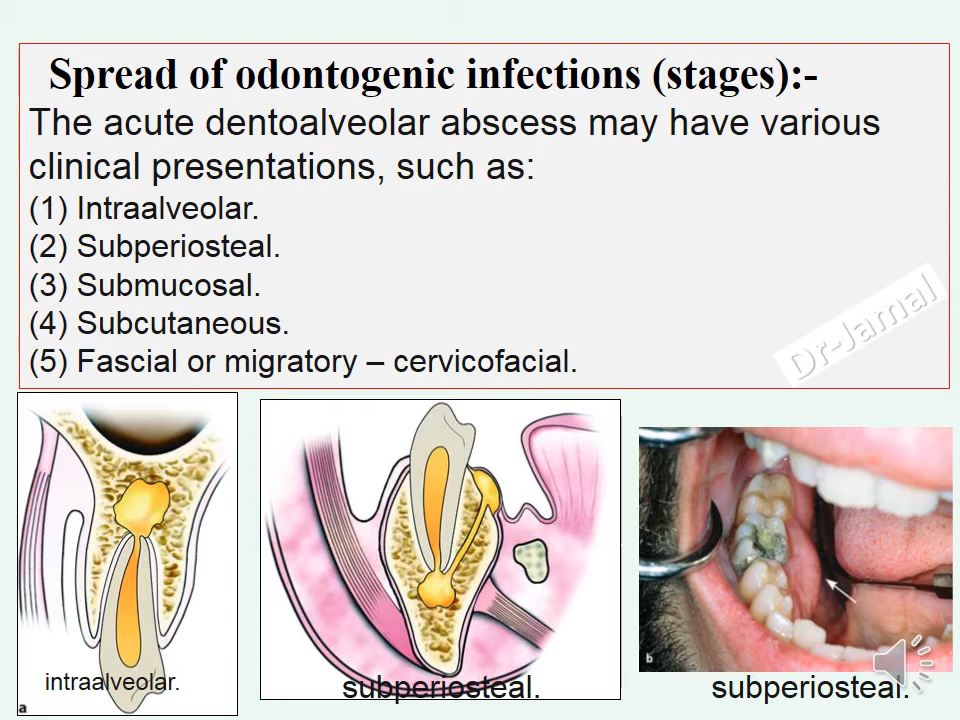 Spread of odontogenic infections (stages):-
The acute dentoalveolar abscess may have various
clinical presentations, such as:
(1) Intraalveolar.
(2) Subperiosteal.
(3) Submucosal.
(4) Subcutaneous.
(5) Fascial or migratory – cervicofacial.
Dr-Jamal
intraalveolar.
a
subperiosteal.
b
subperiosteal.